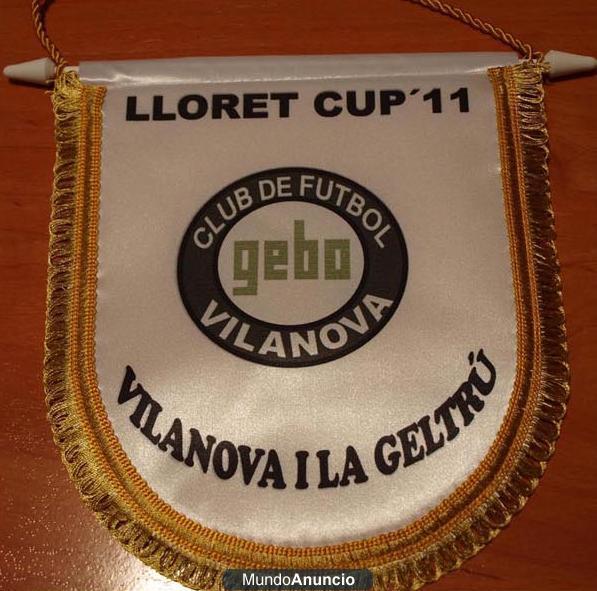 LLORET CUP´11
CLUB DE FUTBOL
gebo
VILANOVA
VILANOVA I LA GELTRÚ
MundoAnuncio